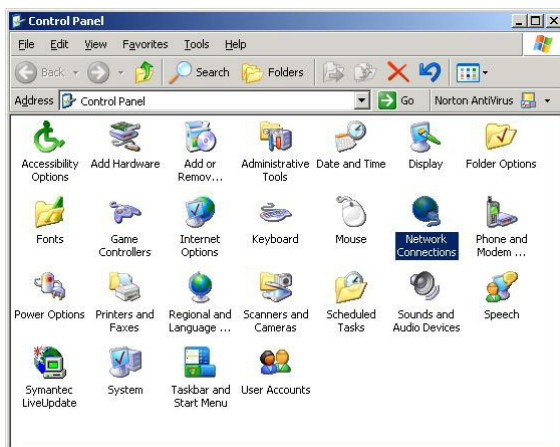 Control Panel
File Edit View Favorites Tools Help
Back Search Folders
Address Control Panel Go Norton AntiVirus
Accessibility Options
Add Hardware
Add or Remov...
Administrative Tools
Date and Time
Display
Folder Options
Fonts
Game Controllers
Internet Options
Keyboard
Mouse
Network Connections
Phone and Modem ...
Power Options
Printers and Faxes
Regional and Language ...
Scanners and Cameras
Scheduled Tasks
Sounds and Audio Devices
Speech
Symantec LiveUpdate
System
Taskbar and Start Menu
User Accounts